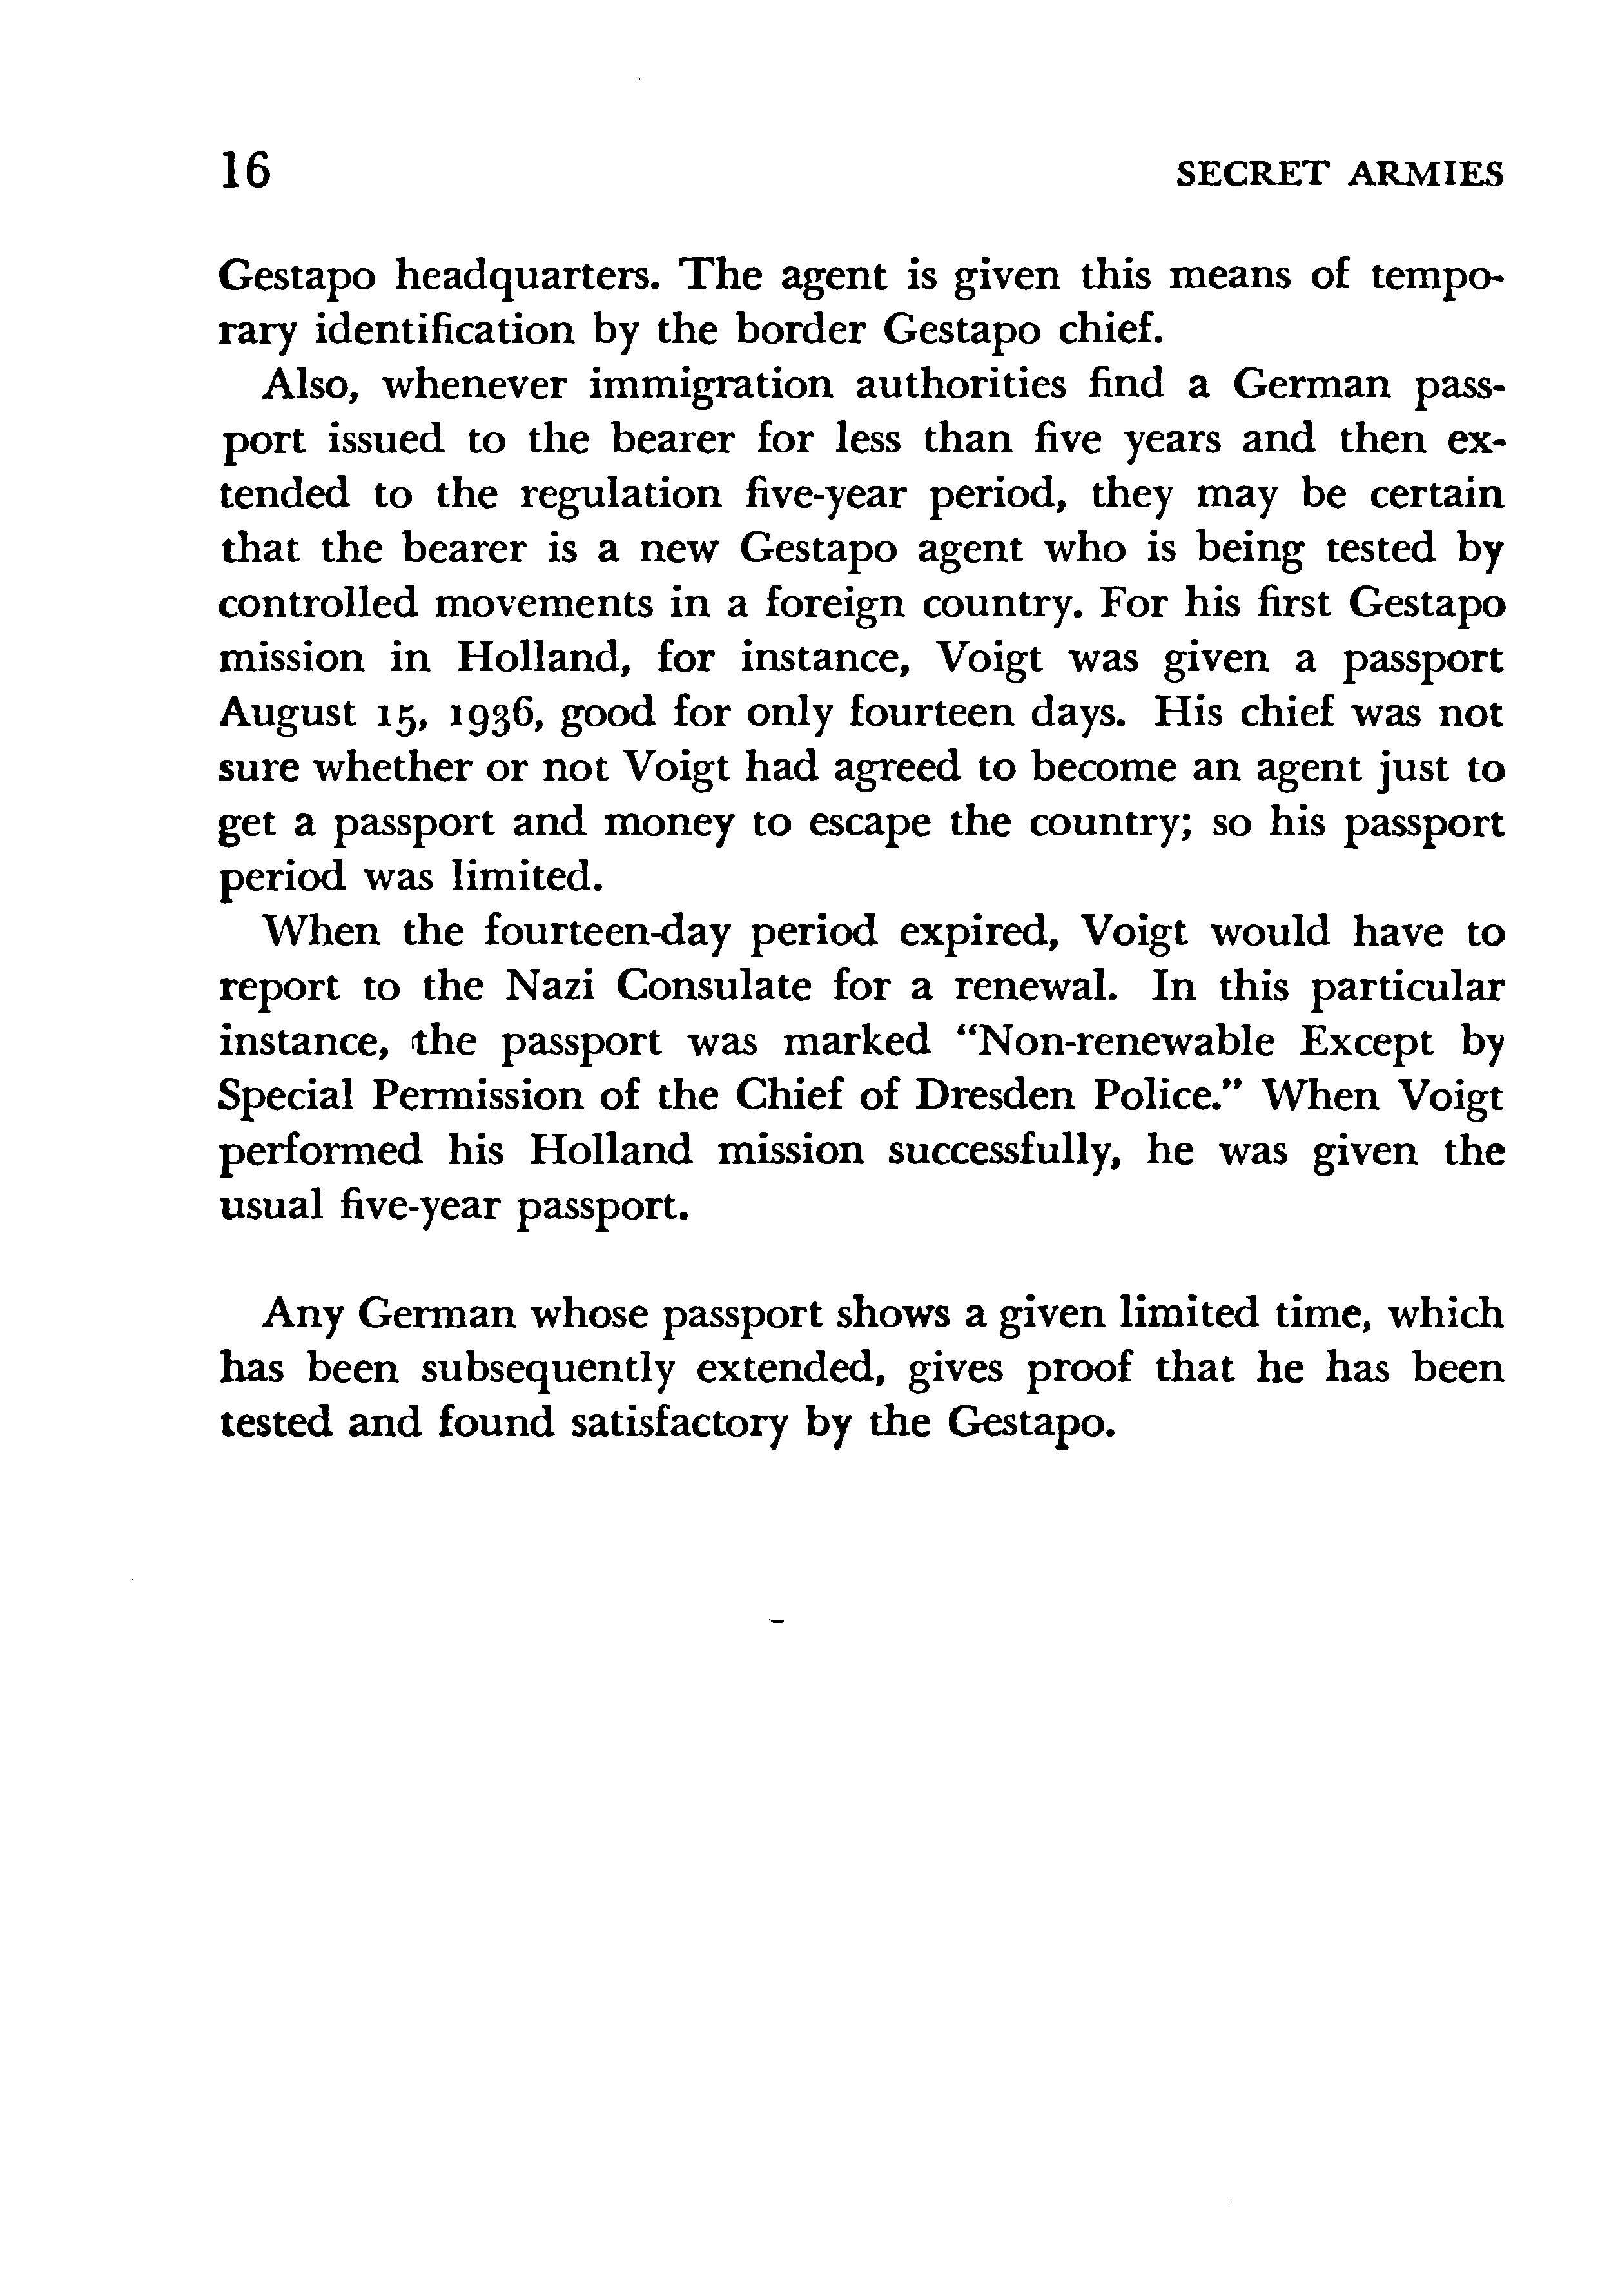 16 SECRET ARMIES
Gestapo headquarters. The agent is given this means of tempo-
rary identification by the border Gestapo chief.
Also, whenever immigration authorities find a German pass-
port issued to the bearer for less than five years and then ex-
tended to the regulation five-year period, they may be certain
that the bearer is a new Gestapo agent who is being tested by
controlled movements in a foreign country. For his first Gestapo
mission in Holland, for instance, Voigt was given a passport
August 15, 1936, good for only fourteen days. His chief was not
sure whether or not Voigt had agreed to become an agent just to
get a passport and money to escape the country; so his passport
period was limited.
When the fourteen-day period expired, Voigt would have to
report to the Nazi Consulate for a renewal. In this particular
instance, the passport was marked “Non-renewable Except by
Special Permission of the Chief of Dresden Police.” When Voigt
performed his Holland mission successfully, he was given the
usual five-year passport.
Any German whose passport shows a given limited time, which
has been subsequently extended, gives proof that he has been
tested and found satisfactory by the Gestapo.